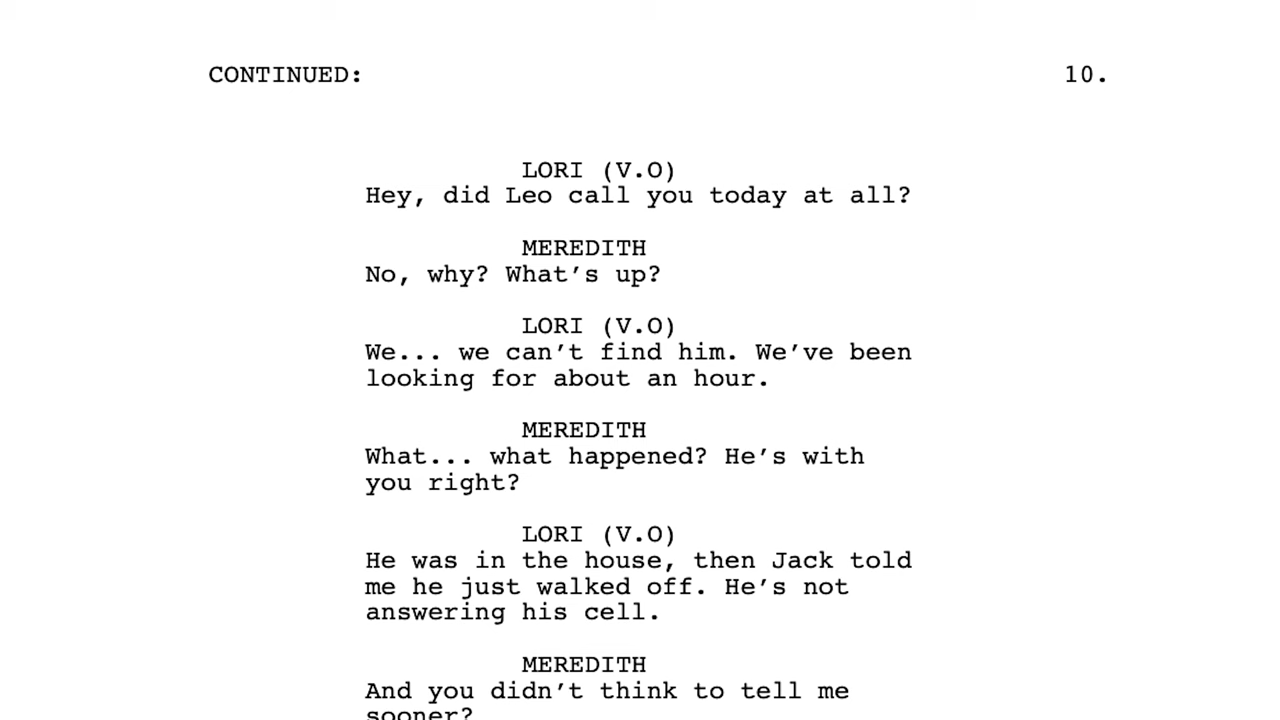 CONTINUED: 10.
LORI (V.O)
Hey, did Leo call you today at all?
MEREDITH
No, why? What’s up?
LORI (V.O)
We... we can’t find him. We’ve been
looking for about an hour.
MEREDITH
What... what happened? He’s with
you right?
LORI (V.O)
He was in the house, then Jack told
me he just walked off. He’s not
answering his cell.
MEREDITH
And you didn’t think to tell me
sooner?